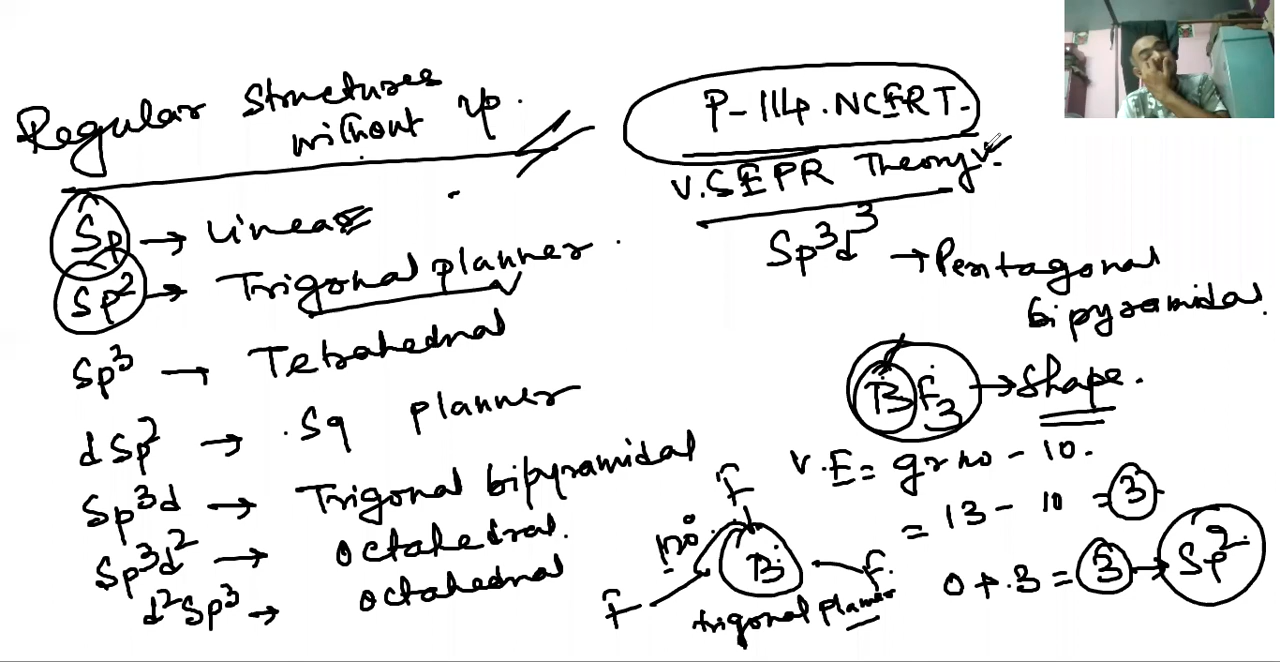 Regular Structures
without lp.
Sp → Linear
Sp² → Trigonal planner.
Sp³ → Tetrahedral
dSp² → Sq planner
Sp³d → Trigonal bipyramidal
Sp³d² → octahedral.
d²Sp³ → octahedral
P-114.NCERT-
V.SEPR Theory
Sp³d³ → Pentagonal
bipyramidal.
BF₃ → Shape.
V.E = gr no - 10.
= 13 - 10 = 3
0 + 3 = 3 → Sp²
F
120°
B
F
F
trigonal planar